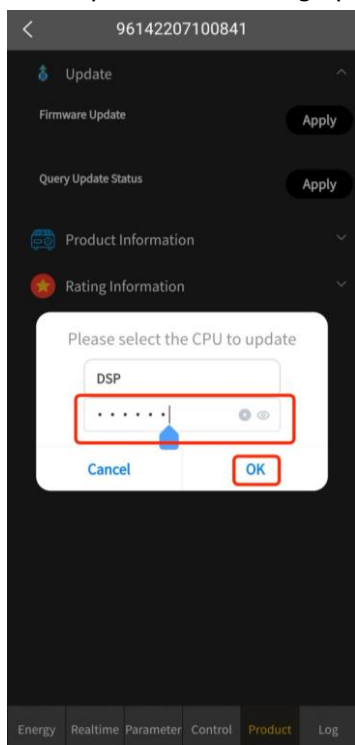 96142207100841
Update
Firmware Update
Apply
Query Update Status
Apply
Product Information
Rating Information
Please select the CPU to update
DSP
Cancel OK
Energy Realtime Parameter Control Product Log